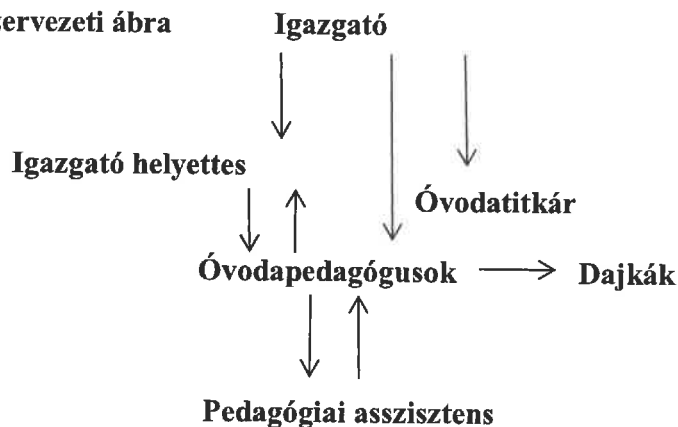 ervezeti ábra Igazgató
Igazgató helyettes
Óvodatitkár
Óvodapedagógusok Dajkák
Pedagógiai asszisztens